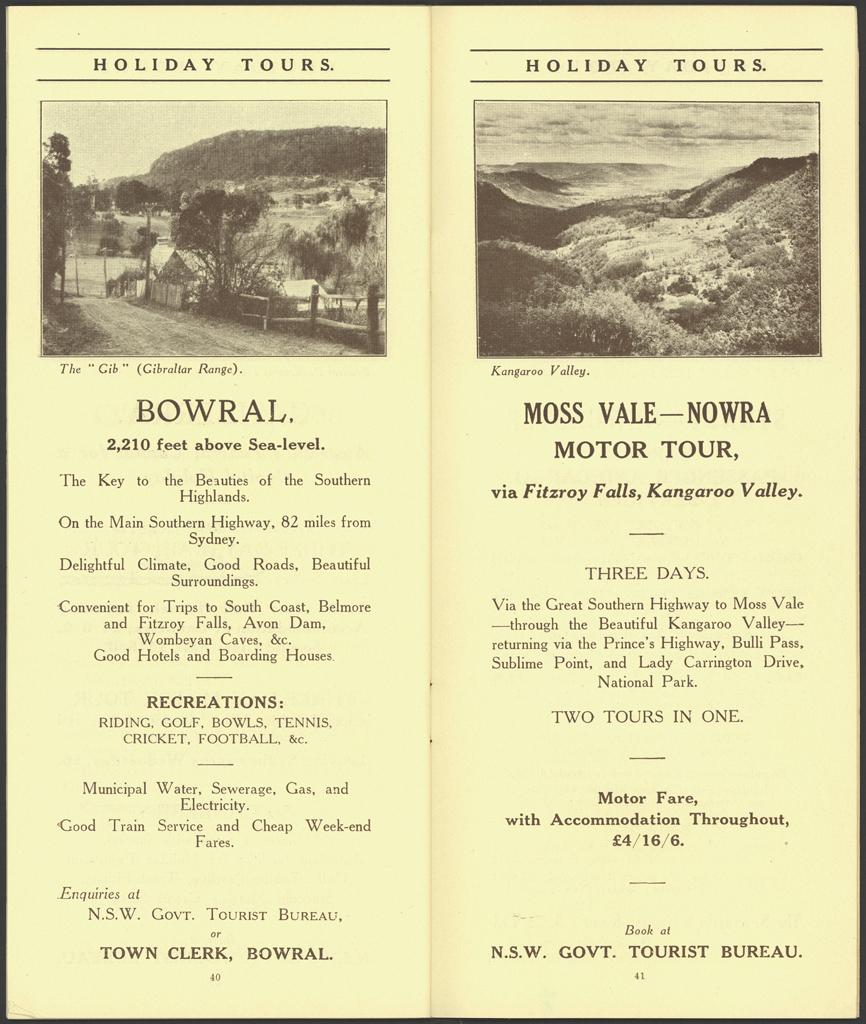 HOLIDAY TOURS.
The "Gib" (Gibraltar Range).
BOWRAL,
2,210 feet above Sea-level.
The Key to the Beauties of the Southern
Highlands.
On the Main Southern Highway, 82 miles from
Sydney.
Delightful Climate, Good Roads, Beautiful
Surroundings.
Convenient for Trips to South Coast, Belmore
and Fitzroy Falls, Avon Dam,
Wombeyan Caves, &c.
Good Hotels and Boarding Houses.
RECREATIONS:
RIDING, GOLF, BOWLS, TENNIS,
CRICKET, FOOTBALL, &c.
Municipal Water, Sewerage, Gas, and
Electricity.
Good Train Service and Cheap Week-end
Fares.
Enquiries at
N.S.W. GOVT. TOURIST BUREAU,
or
TOWN CLERK, BOWRAL.
40
HOLIDAY TOURS.
Kangaroo Valley.
MOSS VALE—NOWRA
MOTOR TOUR,
via Fitzroy Falls, Kangaroo Valley.
THREE DAYS.
Via the Great Southern Highway to Moss Vale
—through the Beautiful Kangaroo Valley—
returning via the Prince's Highway, Bulli Pass,
Sublime Point, and Lady Carrington Drive,
National Park.
TWO TOURS IN ONE.
Motor Fare,
with Accommodation Throughout,
£4/16/6.
Book at
N.S.W. GOVT. TOURIST BUREAU.
41